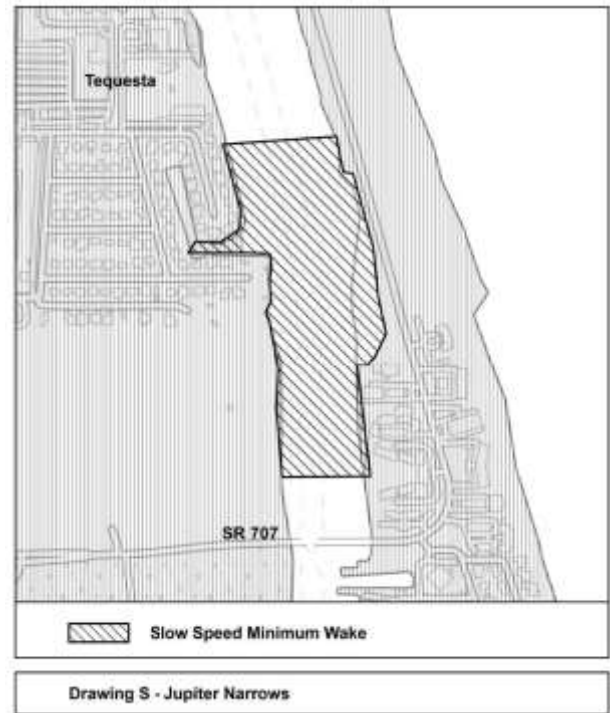 Tequesta
SR 707
Slow Speed Minimum Wake
Drawing S - Jupiter Narrows